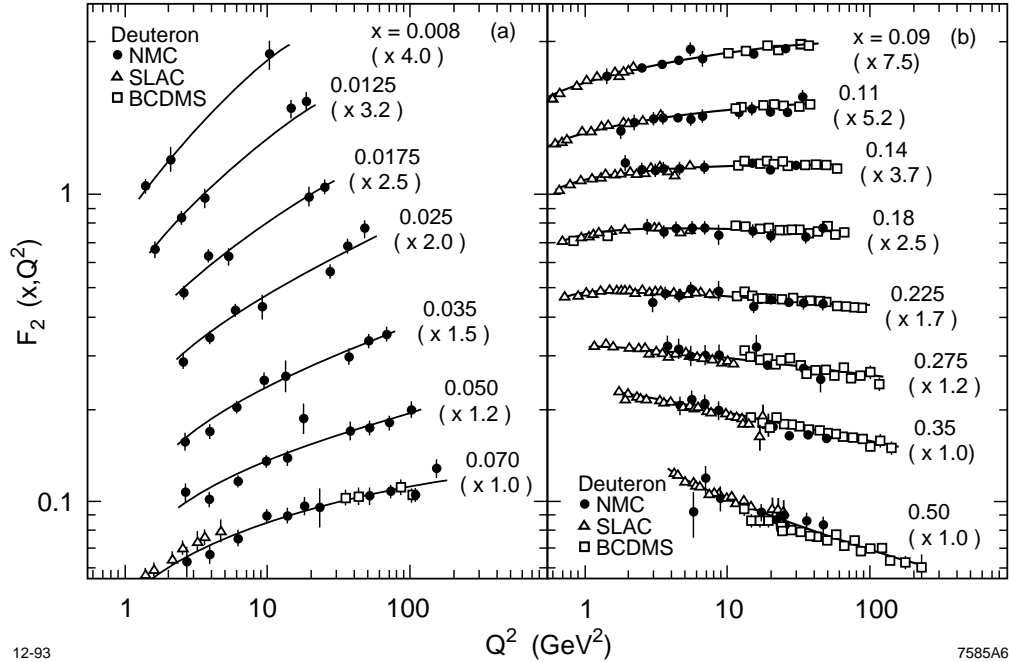 Deuteron
NMC
SLAC
BCDMS
x = 0.008
( x 4.0 )
(a)
0.0125
( x 3.2 )
0.0175
( x 2.5 )
0.025
( x 2.0 )
0.035
( x 1.5 )
0.050
( x 1.2 )
0.070
( x 1.0 )
x = 0.09
( x 7.5 )
(b)
0.11
( x 5.2 )
0.14
( x 3.7 )
0.18
( x 2.5 )
0.225
( x 1.7 )
0.275
( x 1.2 )
0.35
( x 1.0)
0.50
( x 1.0 )
Deuteron
NMC
SLAC
BCDMS
F₂ (x,Q²)
1
0.1
1 10 100
1 10 100
Q² (GeV²)
12-93
7585A6